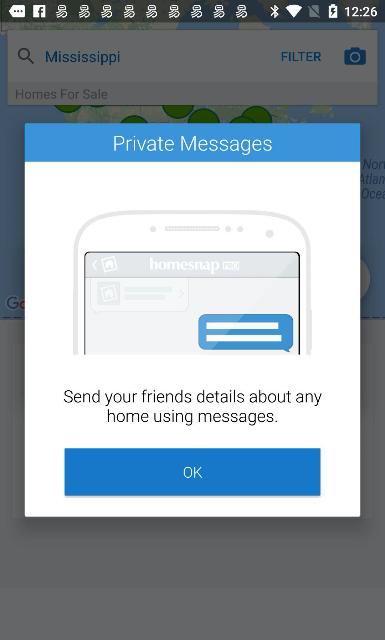 12:26
Mississippi
FILTER
Homes For Sale
Private Messages
homesnap PRO
Send your friends details about any
home using messages.
OK